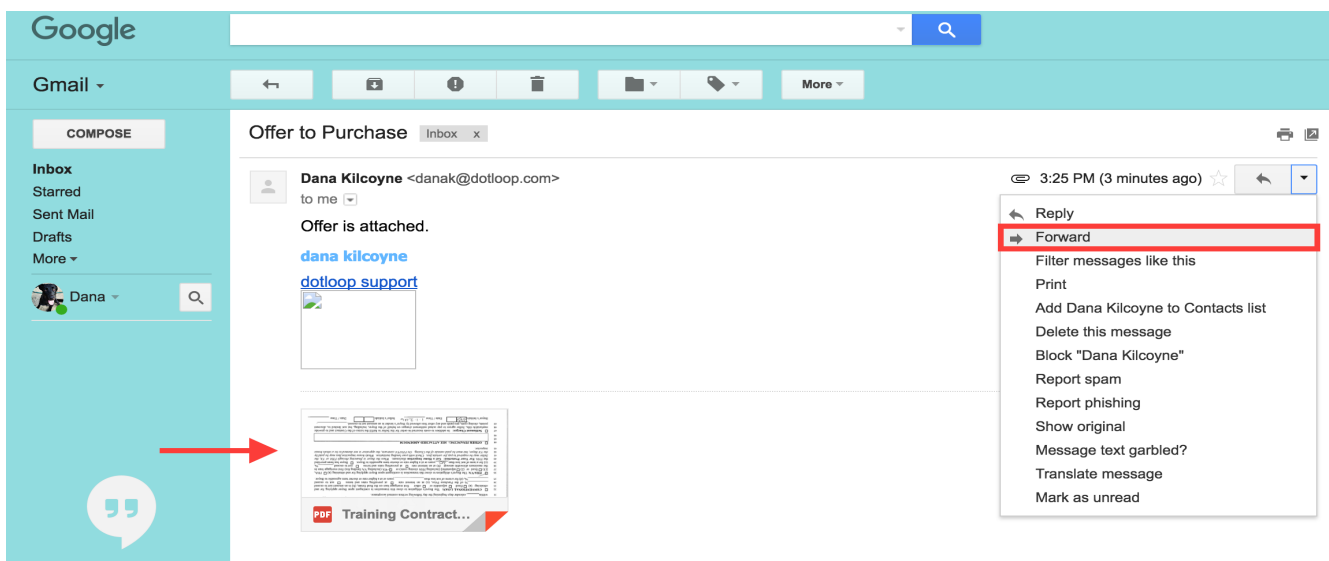 Google
Gmail
More
COMPOSE
Offer to Purchase Inbox x
Inbox
Starred
Sent Mail
Drafts
More
Dana
Dana Kilcoyne <danak@dotloop.com> 3:25 PM (3 minutes ago)
to me
Offer is attached.
dana kilcoyne
dotloop support
Reply
Forward
Filter messages like this
Print
Add Dana Kilcoyne to Contacts list
Delete this message
Block "Dana Kilcoyne"
Report spam
Report phishing
Show original
Message text garbled?
Translate message
Mark as unread
PDF Training Contract...